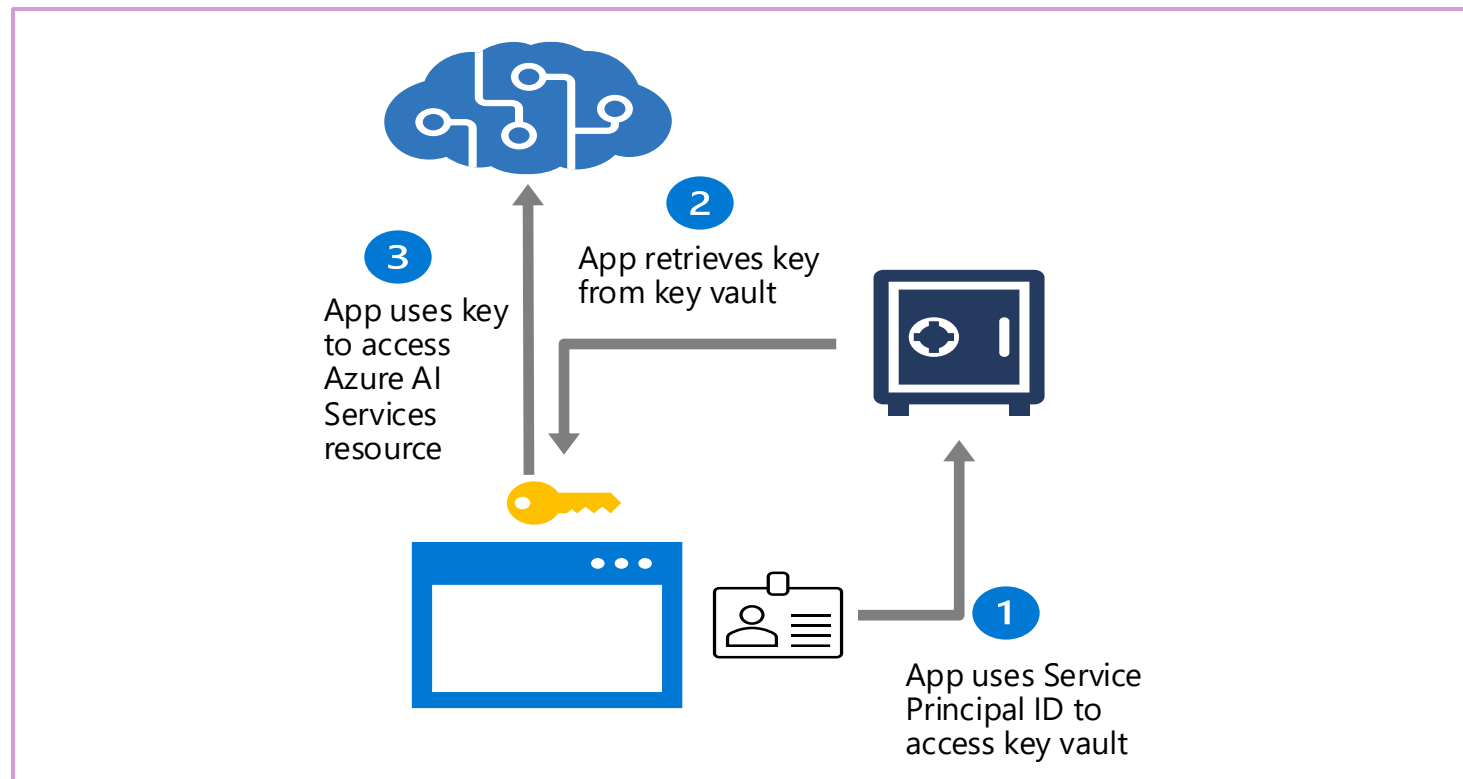 2
App retrieves key
from key vault
3
App uses key
to access
Azure AI
Services
resource
1
App uses Service
Principal ID to
access key vault